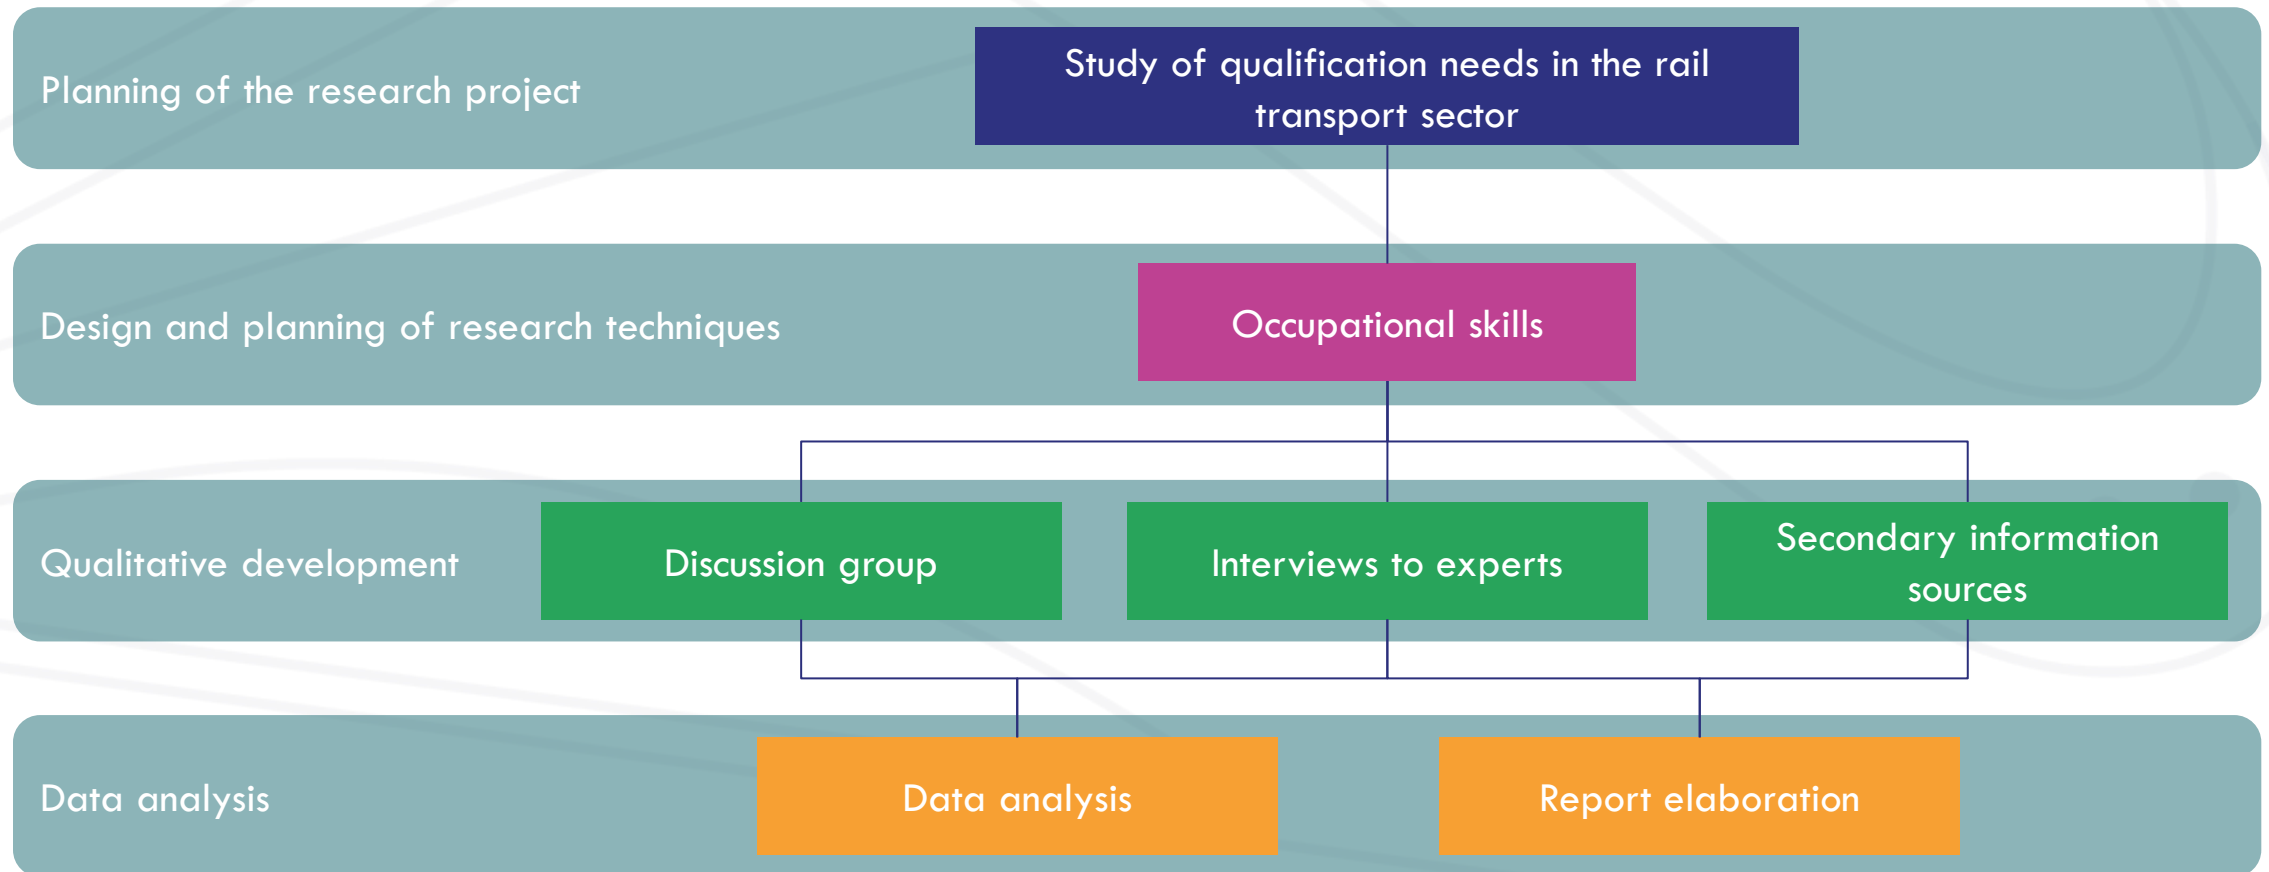 Planning of the research project
Study of qualification needs in the rail
transport sector
Design and planning of research techniques
Occupational skills
Qualitative development
Discussion group
Interviews to experts
Secondary information
sources
Data analysis
Data analysis
Report elaboration